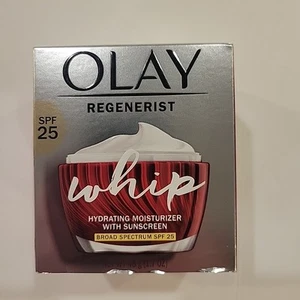 OLAY
REGENERIST
SPF
25
whip
HYDRATING MOISTURIZER
WITH SUNSCREEN
BROAD SPECTRUM SPF 25